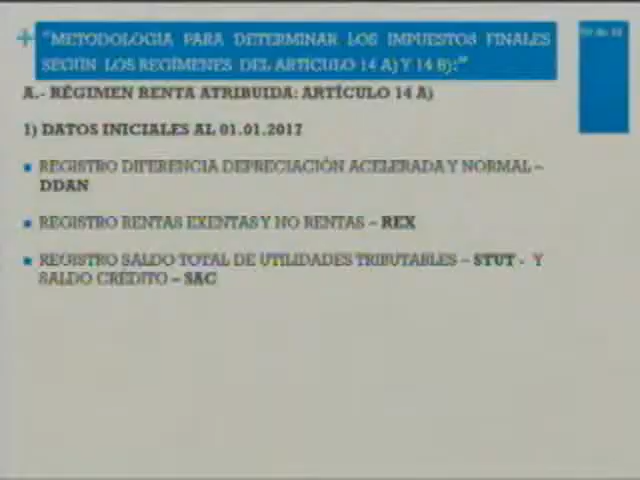 "METODOLOGIA PARA DETERMINAR LOS IMPUESTOS FINALES
SEGÚN LOS REGÍMENES DEL ARTICULO 14 A) Y 14 B):"
A.- RÉGIMEN RENTA ATRIBUIDA: ARTÍCULO 14 A)
1) DATOS INICIALES AL 01.01.2017
REGISTRO DIFERENCIA DEPRECIACIÓN ACELERADA Y NORMAL –
DDAN
REGISTRO RENTAS EXENTAS Y NO RENTAS – REX
REGISTRO SALDO TOTAL DE UTILIDADES TRIBUTABLES – STUT - Y
SALDO CRÉDITO – SAC